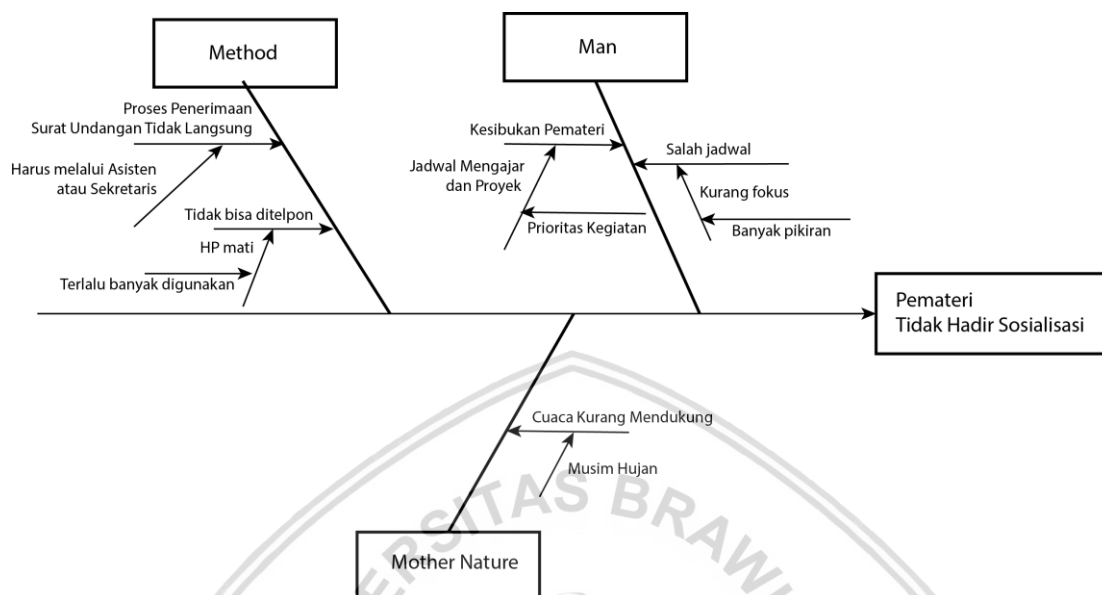 Method
Man
Proses Penerimaan
Surat Undangan Tidak Langsung
Harus melalui Asisten
atau Sekretaris
Tidak bisa ditelpon
HP mati
Terlalu banyak digunakan
Kesibukan Pemateri
Jadwal Mengajar
dan Proyek
Prioritas Kegiatan
Salah jadwal
Kurang fokus
Banyak pikiran
Pemateri
Tidak Hadir Sosialisasi
Cuaca Kurang Mendukung
Musim Hujan
Mother Nature
ERSITAS BRAW